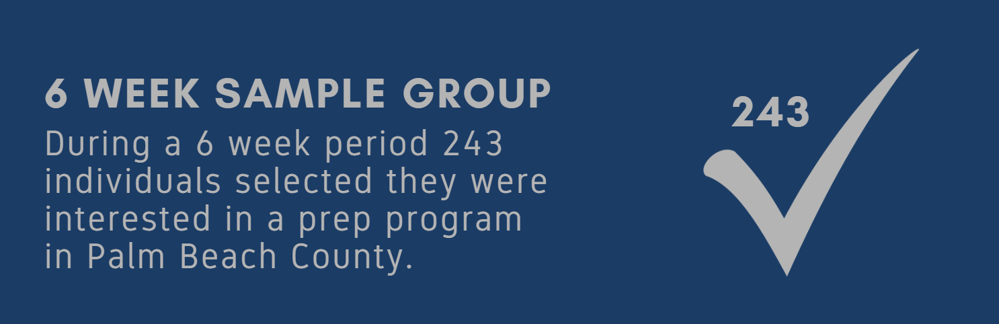 6 WEEK SAMPLE GROUP
During a 6 week period 243
individuals selected they were
interested in a prep program
in Palm Beach County.
243